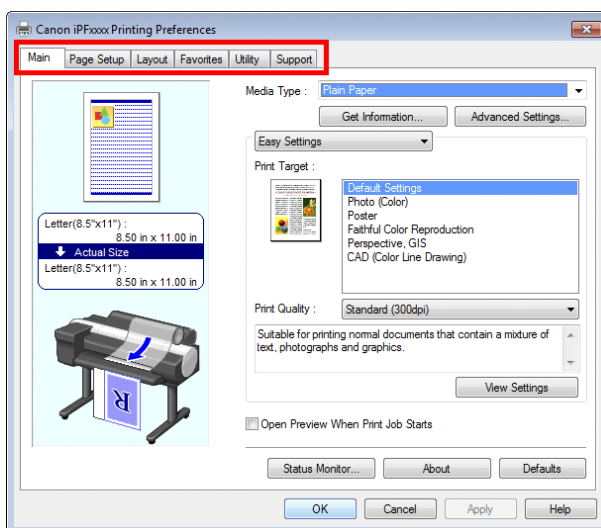 Canon iPFxxxx Printing Preferences
Main Page Setup Layout Favorites Utility Support
Media Type : Plain Paper
Get Information... Advanced Settings...
Easy Settings
Print Target :
Default Settings
Photo (Color)
Poster
Faithful Color Reproduction
Perspective, GIS
CAD (Color Line Drawing)
Letter(8.5"x11") :
8.50 in x 11.00 in
Actual Size
Letter(8.5"x11") :
8.50 in x 11.00 in
R
Print Quality : Standard (300dpi)
Suitable for printing normal documents that contain a mixture of
text, photographs and graphics.
View Settings
Open Preview When Print Job Starts
Status Monitor... About Defaults
OK Cancel Apply Help